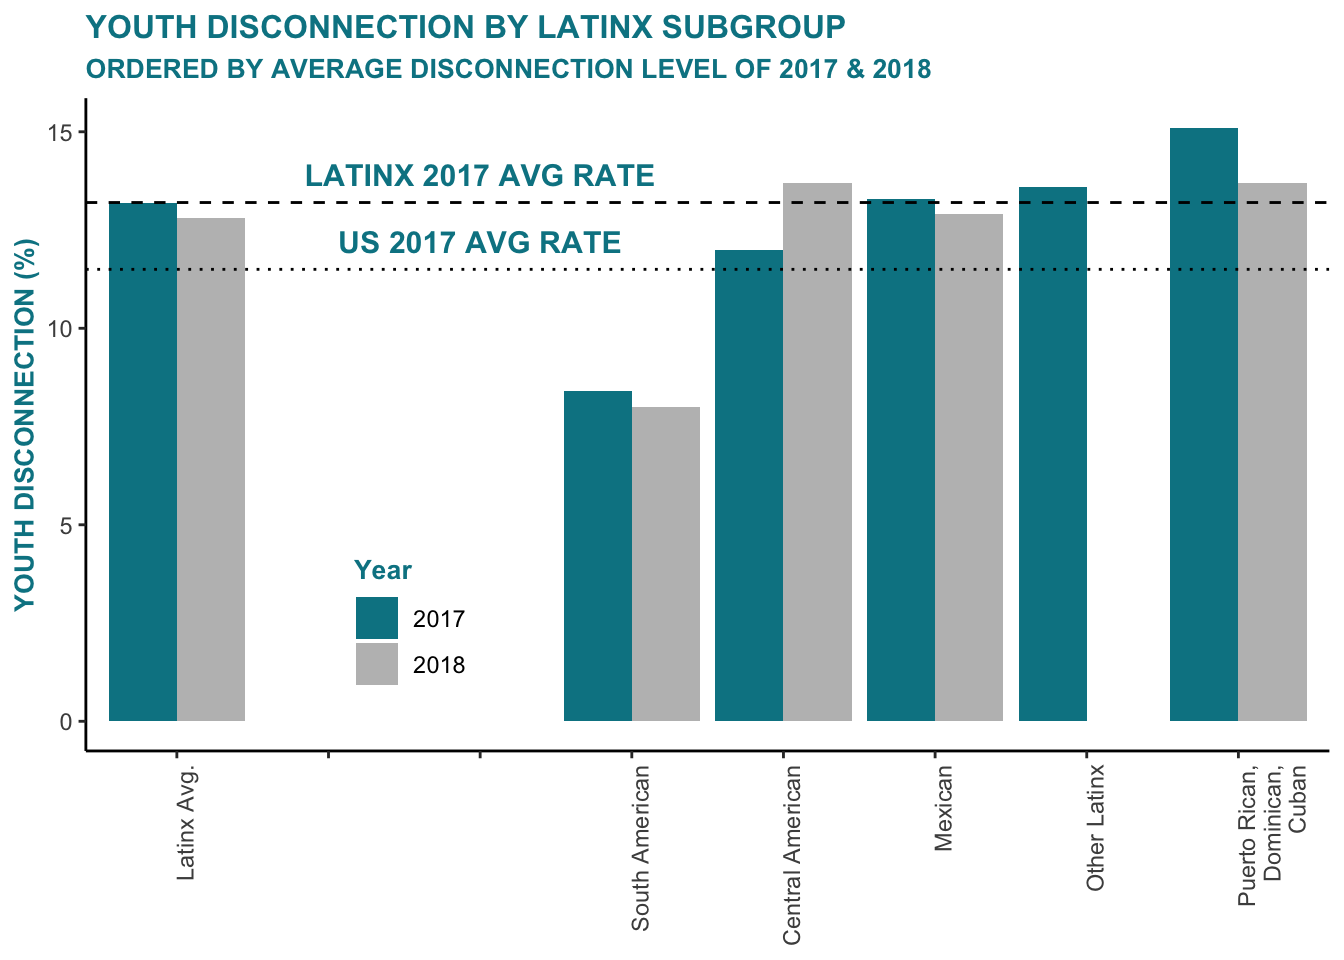 YOUTH DISCONNECTION BY LATINX SUBGROUP
ORDERED BY AVERAGE DISCONNECTION LEVEL OF 2017 & 2018
YOUTH DISCONNECTION (%)
15
10
5
0
LATINX 2017 AVG RATE
US 2017 AVG RATE
Year
2017
2018
Latinx Avg.
South American
Central American
Mexican
Other Latinx
Puerto Rican,
Dominican,
Cuban